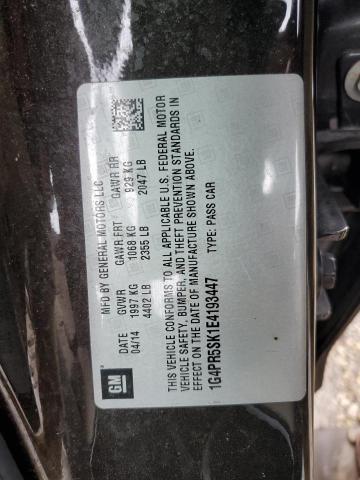 GM
MFD BY GENERAL MOTORS LLC
DATE GVWR GAWR FRT GAWR RR
04/14 1997 KG 1068 KG 929 KG
4402 LB 2355 LB 2047 LB
THIS VEHICLE CONFORMS TO ALL APPLICABLE U.S. FEDERAL MOTOR
VEHICLE SAFETY, BUMPER, AND THEFT PREVENTION STANDARDS IN
EFFECT ON THE DATE OF MANUFACTURE SHOWN ABOVE.
1G4PR5SK1E4193447 TYPE: PASS CAR